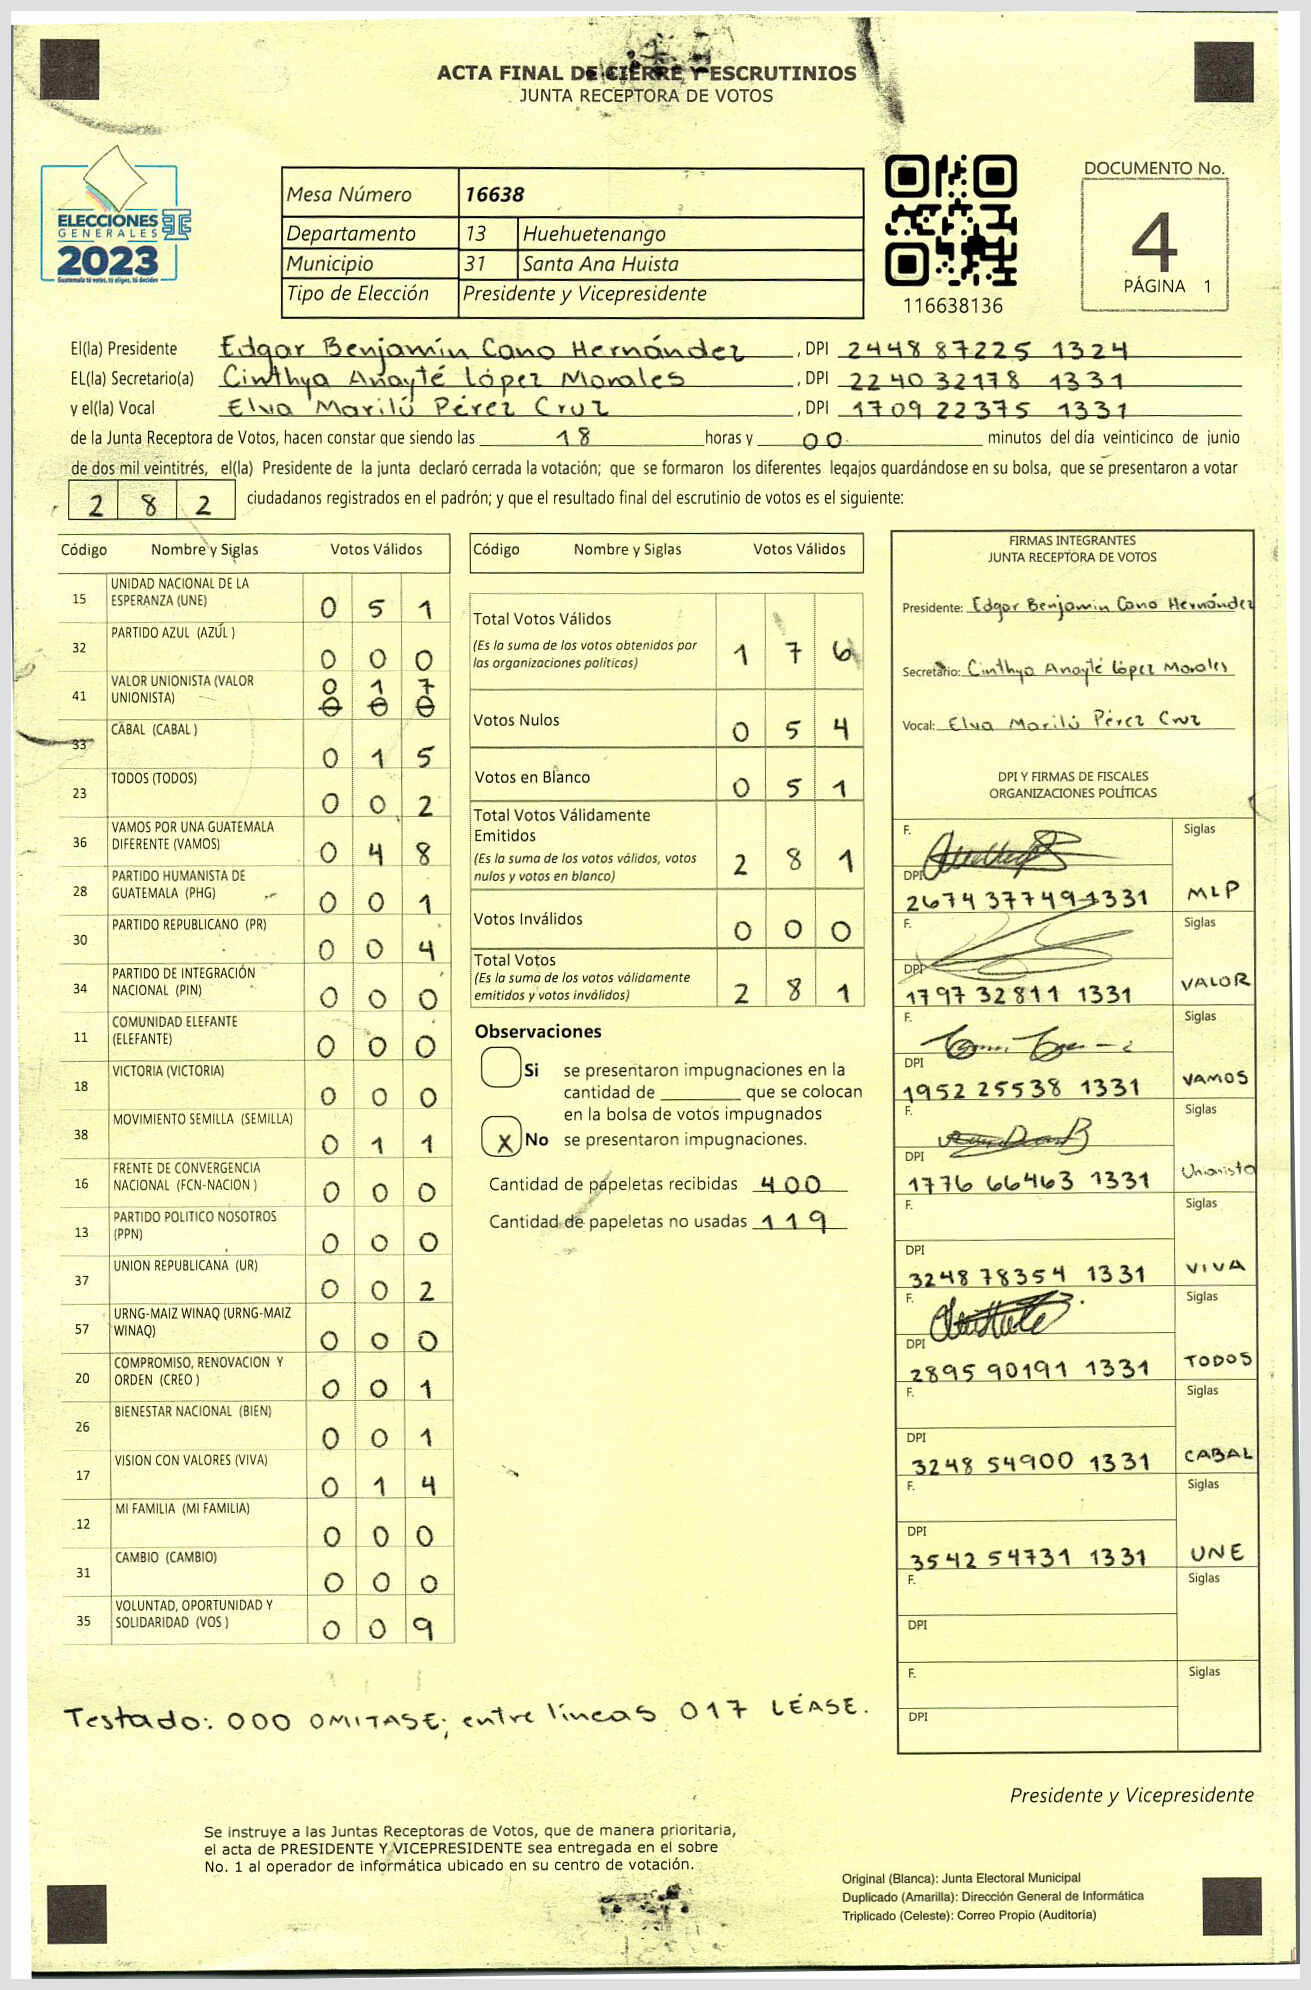 ACTA FINAL DE CIERRE Y ESCRUTINIOS
JUNTA RECEPTORA DE VOTOS
ELECCIONES
GENERALES
2023
Guatemala tú votes, tú eliges, tú decides
Mesa Número 16638
Departamento 13 Huehuetenango
Municipio 31 Santa Ana Huista
Tipo de Elección Presidente y Vicepresidente
116638136
DOCUMENTO No.
4
PÁGINA 1
El(la) Presidente Edgar Benjamín Cano Hernández, DPI 2448 87225 1324
EL(la) Secretario(a) Cinthya Anayté López Morales, DPI 2240 32178 1331
y el(la) Vocal Elva Marilú Pérez Cruz, DPI 1709 22375 1331
de la Junta Receptora de Votos, hacen constar que siendo las 18 horas y 00 minutos del día veinticinco de junio
de dos mil veintitrés, el(la) Presidente de la junta declaró cerrada la votación; que se formaron los diferentes legajos guardándose en su bolsa, que se presentaron a votar
2 8 2 ciudadanos registrados en el padrón; y que el resultado final del escrutinio de votos es el siguiente:
Código Nombre y Siglas Votos Válidos
15 UNIDAD NACIONAL DE LA ESPERANZA (UNE) 0 5 1
32 PARTIDO AZUL (AZUL ) 0 0 0
41 VALOR UNIONISTA (VALOR UNIONISTA) 0 1 7
0 0 0
33 CABAL (CABAL ) 0 1 5
23 TODOS (TODOS) 0 0 2
36 VAMOS POR UNA GUATEMALA DIFERENTE (VAMOS) 0 4 8
28 PARTIDO HUMANISTA DE GUATEMALA (PHG) 0 0 1
30 PARTIDO REPUBLICANO (PR) 0 0 4
34 PARTIDO DE INTEGRACIÓN NACIONAL (PIN) 0 0 0
11 COMUNIDAD ELEFANTE (ELEFANTE) 0 0 0
18 VICTORIA (VICTORIA) 0 0 0
38 MOVIMIENTO SEMILLA (SEMILLA) 0 1 1
16 FRENTE DE CONVERGENCIA NACIONAL (FCN-NACION ) 0 0 0
13 PARTIDO POLITICO NOSOTROS (PPN) 0 0 0
37 UNION REPUBLICANA (UR) 0 0 2
57 URNG-MAIZ WINAQ (URNG-MAIZ WINAQ) 0 0 0
20 COMPROMISO, RENOVACION Y ORDEN (CREO ) 0 0 1
26 BIENESTAR NACIONAL (BIEN) 0 0 1
17 VISION CON VALORES (VIVA) 0 1 4
12 MI FAMILIA (MI FAMILIA) 0 0 0
31 CAMBIO (CAMBIO) 0 0 0
35 VOLUNTAD, OPORTUNIDAD Y SOLIDARIDAD (VOS ) 0 0 9
Código Nombre y Siglas Votos Válidos
Total Votos Válidos
(Es la suma de los votos obtenidos por
las organizaciones políticas) 1 7 6
Votos Nulos 0 5 4
Votos en Blanco 0 5 1
Total Votos Válidamente
Emitidos
(Es la suma de los votos válidos, votos
nulos y votos en blanco) 2 8 1
Votos Inválidos 0 0 0
Total Votos
(Es la suma de los votos válidamente
emitidos y votos inválidos) 2 8 1
Observaciones
Si se presentaron impugnaciones en la
cantidad de ________ que se colocan
en la bolsa de votos impugnados
X No se presentaron impugnaciones.
Cantidad de papeletas recibidas 400
Cantidad de papeletas no usadas 119
FIRMAS INTEGRANTES
JUNTA RECEPTORA DE VOTOS
Presidente: Edgar Benjamín Cano Hernández
Secretario: Cinthya Anayté López Morales
Vocal: Elva Marilú Pérez Cruz
DPI Y FIRMAS DE FISCALES
ORGANIZACIONES POLÍTICAS
F. Siglas
DPI 2674 37749 1331 MLP
F. Siglas
DPI 1797 32811 1331 VALOR
F. Siglas
DPI 1952 25538 1331 VAMOS
F. Siglas
DPI 1776 66463 1331 Unionista
F. Siglas
DPI 3248 78354 1331 VIVA
F. Siglas
DPI 2895 90191 1331 TODOS
F. Siglas
DPI 3248 54900 1331 CABAL
F. Siglas
DPI 3542 54731 1331 UNE
F. Siglas
DPI
F. Siglas
DPI
Testado: 000 OMITASE; entre líneas 017 LÉASE.
Presidente y Vicepresidente
Se instruye a las Juntas Receptoras de Votos, que de manera prioritaria,
el acta de PRESIDENTE Y VICEPRESIDENTE sea entregada en el sobre
No. 1 al operador de informática ubicado en su centro de votación.
Original (Blanca): Junta Electoral Municipal
Duplicado (Amarilla): Dirección General de Informática
Triplicado (Celeste): Correo Propio (Auditoría)